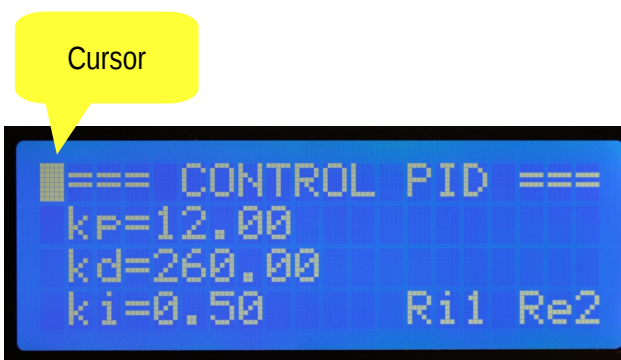 Cursor
=== CONTROL PID ===
kp=12.00
kd=260.00
ki=0.50 Ri1 Re2